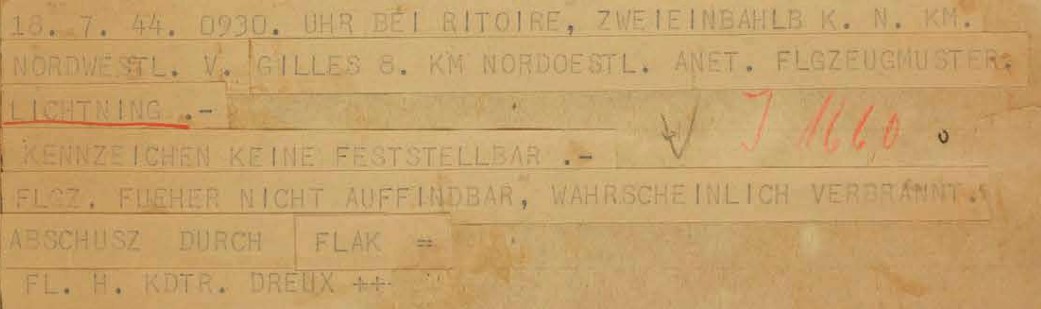 18. 7. 44. 0930. UHR BEI RITOIRE, ZWEIEINBAHLB K. N. KM.
NORDWESTL. V. GILLES 8. KM NORDOESTL. ANET. FLGZEUGMUSTER:
LICHTNING .-
J 1660
KENNZEICHEN KEINE FESTSTELLBAR .-
FLGZ. FUEHER NICHT AUFFINDBAR, WAHRSCHEINLICH VERBRANNT.
ABSCHUSZ DURCH FLAK =
FL. H. KDTR. DREUX ++